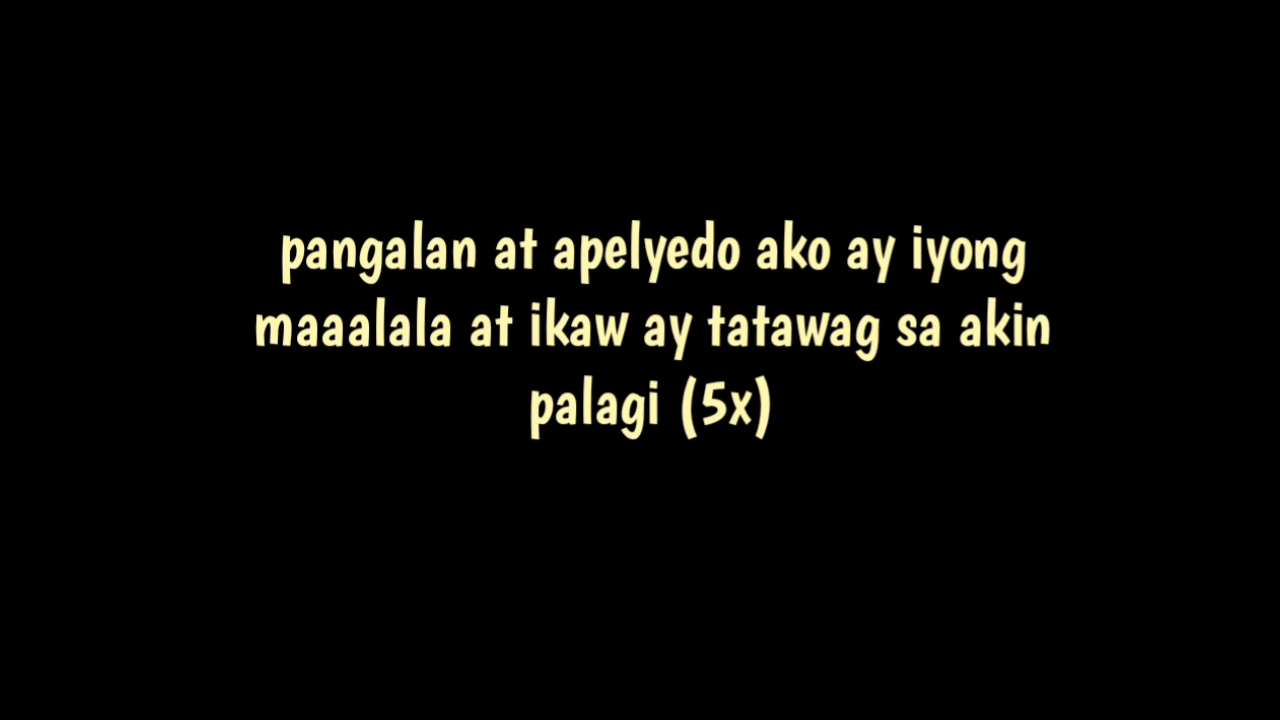 pangalan at apelyedo ako ay iyong
maaalala at ikaw ay tatawag sa akin
palagi (5x)